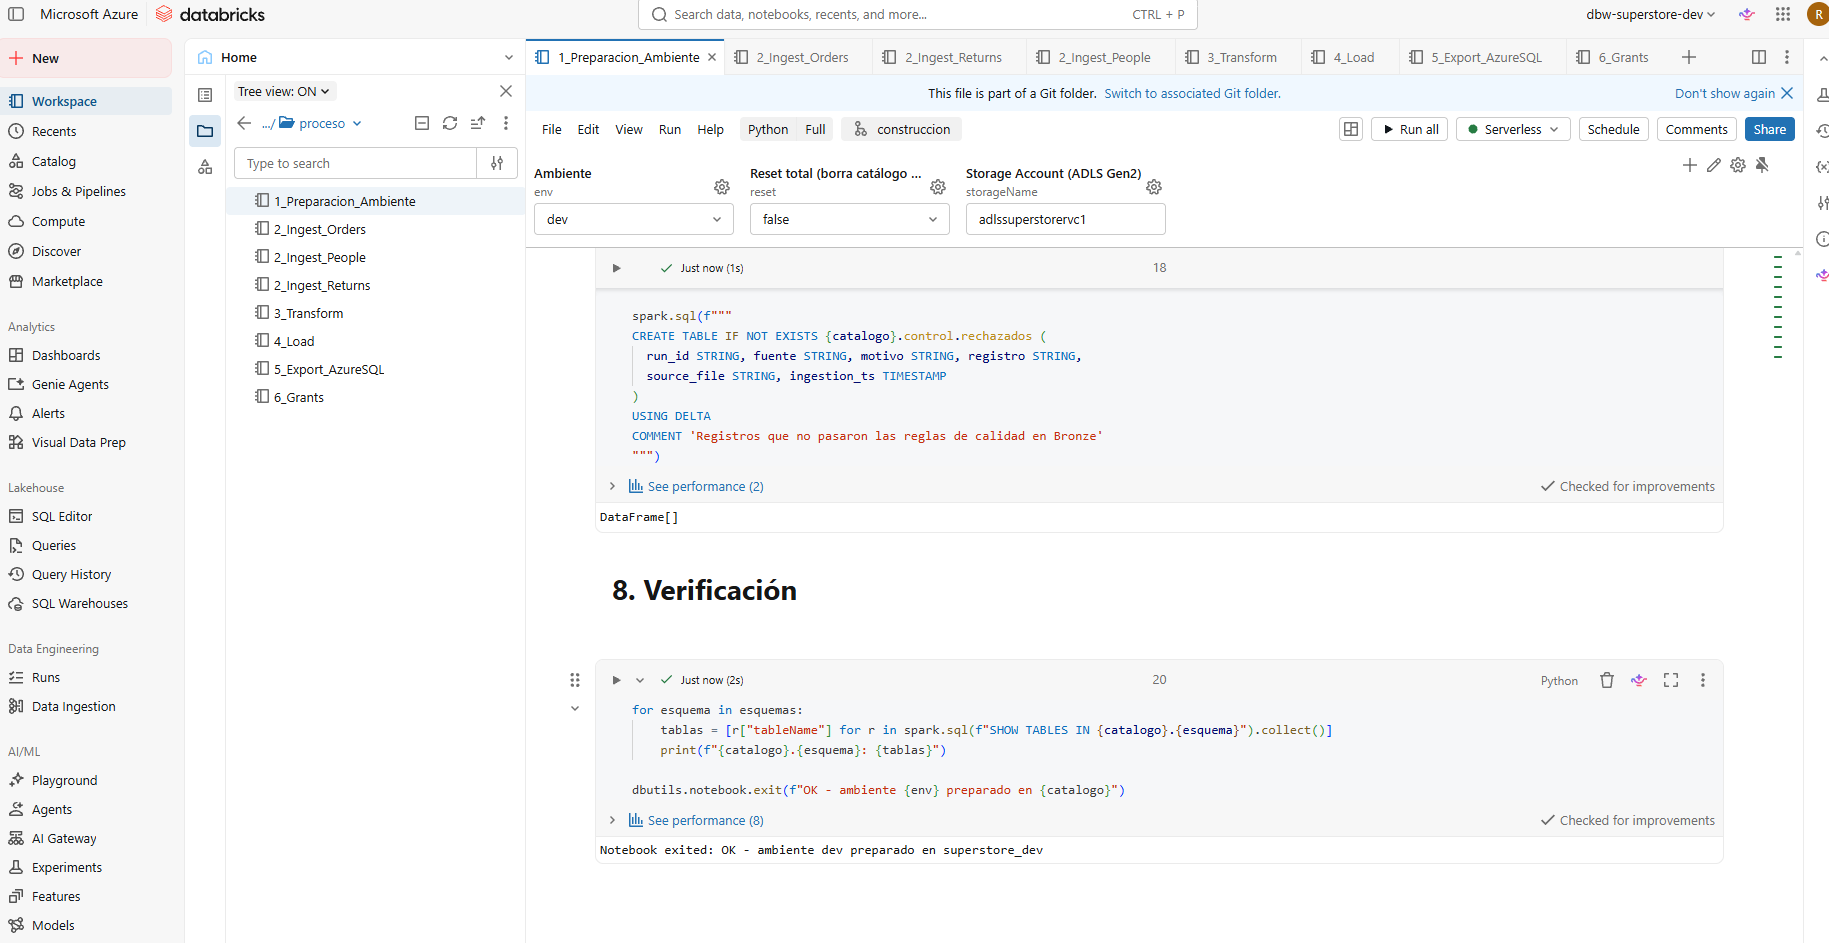 Microsoft Azure databricks
Search data, notebooks, recents, and more... CTRL + P
dbw-superstore-dev
R
New
Workspace
Recents
Catalog
Jobs & Pipelines
Compute
Discover
Marketplace
Analytics
Dashboards
Genie Agents
Alerts
Visual Data Prep
Lakehouse
SQL Editor
Queries
Query History
SQL Warehouses
Data Engineering
Runs
Data Ingestion
AI/ML
Playground
Agents
AI Gateway
Experiments
Features
Models
Home
Tree view: ON
.../ proceso
Type to search
1_Preparacion_Ambiente
2_Ingest_Orders
2_Ingest_People
2_Ingest_Returns
3_Transform
4_Load
5_Export_AzureSQL
6_Grants
1_Preparacion_Ambiente 2_Ingest_Orders 2_Ingest_Returns 2_Ingest_People 3_Transform 4_Load 5_Export_AzureSQL 6_Grants
This file is part of a Git folder. Switch to associated Git folder. Don't show again
File Edit View Run Help Python Full construccion Run all Serverless Schedule Comments Share
Ambiente Reset total (borra catálogo ... Storage Account (ADLS Gen2)
env reset storageName
dev false adlssuperstorervc1
Just now (1s) 18
spark.sql(f"""
CREATE TABLE IF NOT EXISTS {catalogo}.control.rechazados (
run_id STRING, fuente STRING, motivo STRING, registro STRING,
source_file STRING, ingestion_ts TIMESTAMP
)
USING DELTA
COMMENT 'Registros que no pasaron las reglas de calidad en Bronze'
""")
See performance (2) Checked for improvements
DataFrame[]
8. Verificación
Just now (2s) 20 Python
for esquema in esquemas:
tablas = [r["tableName"] for r in spark.sql(f"SHOW TABLES IN {catalogo}.{esquema}").collect()]
print(f"{catalogo}.{esquema}: {tablas}")
dbutils.notebook.exit(f"OK - ambiente {env} preparado en {catalogo}")
See performance (8) Checked for improvements
Notebook exited: OK - ambiente dev preparado en superstore_dev